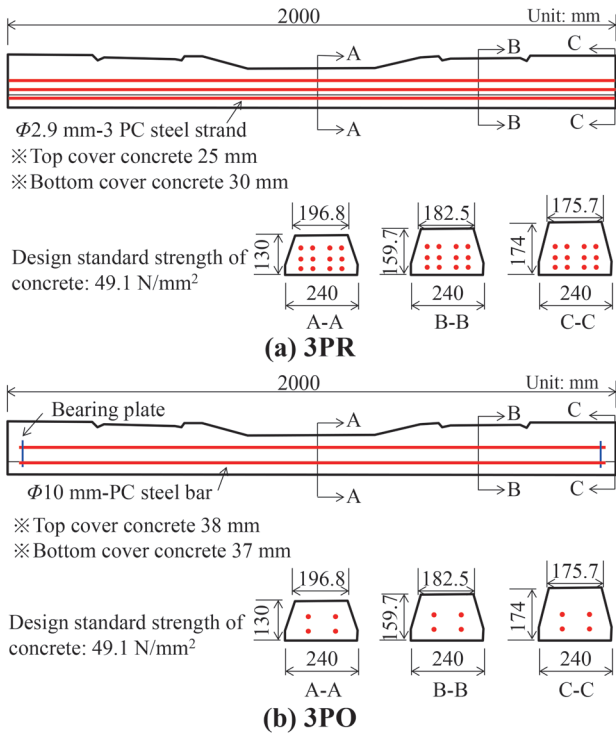 2000
Unit: mm
A
B
C
A
B
C
Φ2.9 mm-3 PC steel strand
※Top cover concrete 25 mm
※Bottom cover concrete 30 mm
Design standard strength of
concrete: 49.1 N/mm²
196.8
130
240
A-A
182.5
159.7
240
B-B
175.7
174
240
C-C
(a) 3PR
2000
Unit: mm
Bearing plate
A
B
C
A
B
C
Φ10 mm-PC steel bar
※Top cover concrete 38 mm
※Bottom cover concrete 37 mm
Design standard strength of
concrete: 49.1 N/mm²
196.8
130
240
A-A
182.5
159.7
240
B-B
175.7
174
240
C-C
(b) 3PO